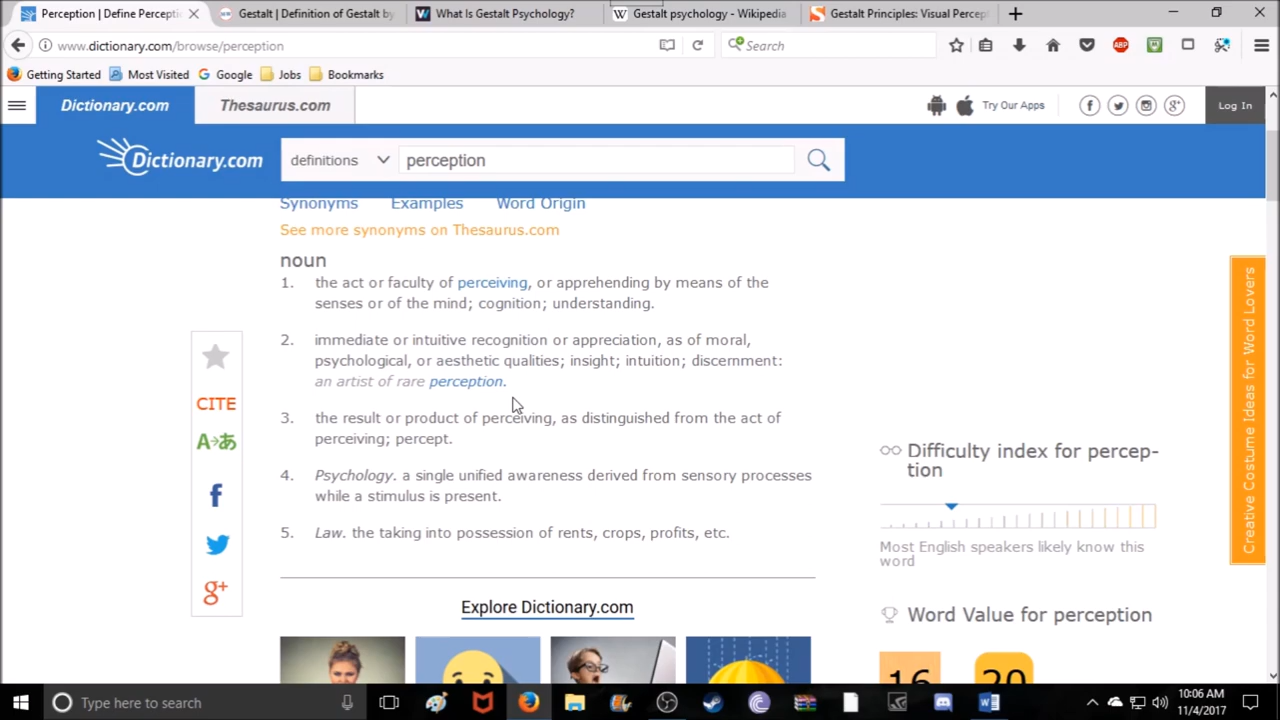 Perception | Define Percepti
Gestalt | Definition of Gestalt by
What Is Gestalt Psychology?
Gestalt psychology - Wikipedia
Gestalt Principles: Visual Percep
www.dictionary.com/browse/perception
Search
ABP
Getting Started
Most Visited
Google
Jobs
Bookmarks
Dictionary.com
Thesaurus.com
Try Our Apps
Log In
Dictionary.com
definitions
perception
Synonyms Examples Word Origin
See more synonyms on Thesaurus.com
noun
1. the act or faculty of perceiving, or apprehending by means of the
senses or of the mind; cognition; understanding.
2. immediate or intuitive recognition or appreciation, as of moral,
psychological, or aesthetic qualities; insight; intuition; discernment:
an artist of rare perception.
3. the result or product of perceiving, as distinguished from the act of
perceiving; percept.
4. Psychology. a single unified awareness derived from sensory processes
while a stimulus is present.
5. Law. the taking into possession of rents, crops, profits, etc.
CITE
A→あ
g+
Explore Dictionary.com
Difficulty index for percep-
tion
Most English speakers likely know this
word
Word Value for perception
16
20
Creative Costume Ideas for Word Lovers
Type here to search
10:06 AM
11/4/2017